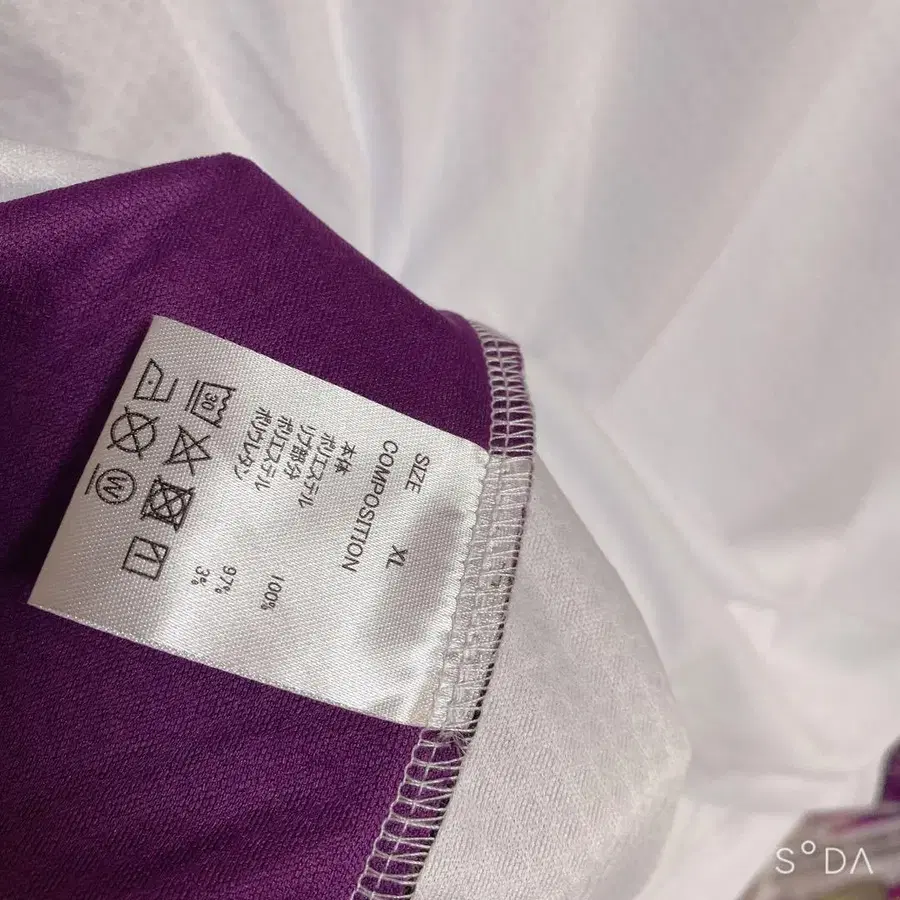 SIZE XL
COMPOSITION
本体
ポリエステル 100%
リブ部分
ポリエステル 97%
ポリウレタン 3%
30
W
S°DA